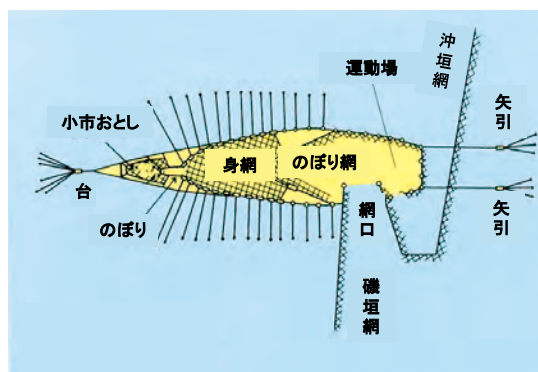 沖垣網
運動場
矢引
小市おとし
身網
のぼり網
台
のぼり
網口
矢引
磯垣網